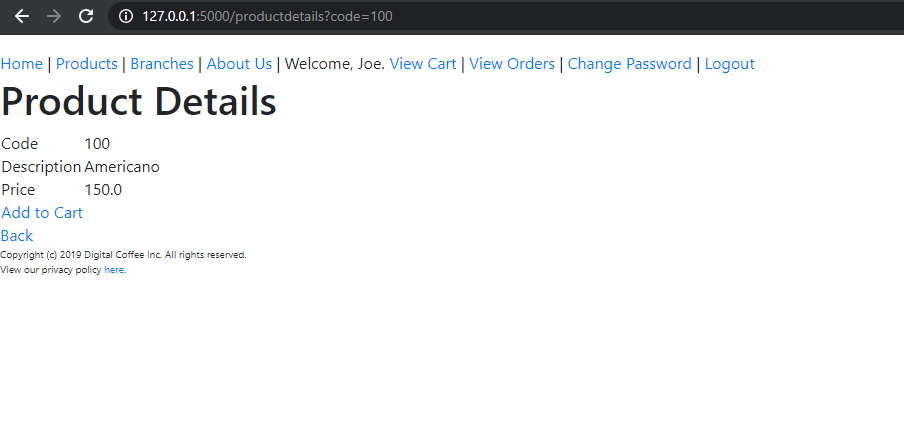 127.0.0.1:5000/productdetails?code=100
Home | Products | Branches | About Us | Welcome, Joe. View Cart | View Orders | Change Password | Logout
Product Details
Code 100
Description Americano
Price 150.0
Add to Cart
Back
Copyright (c) 2019 Digital Coffee Inc. All rights reserved.
View our privacy policy here.